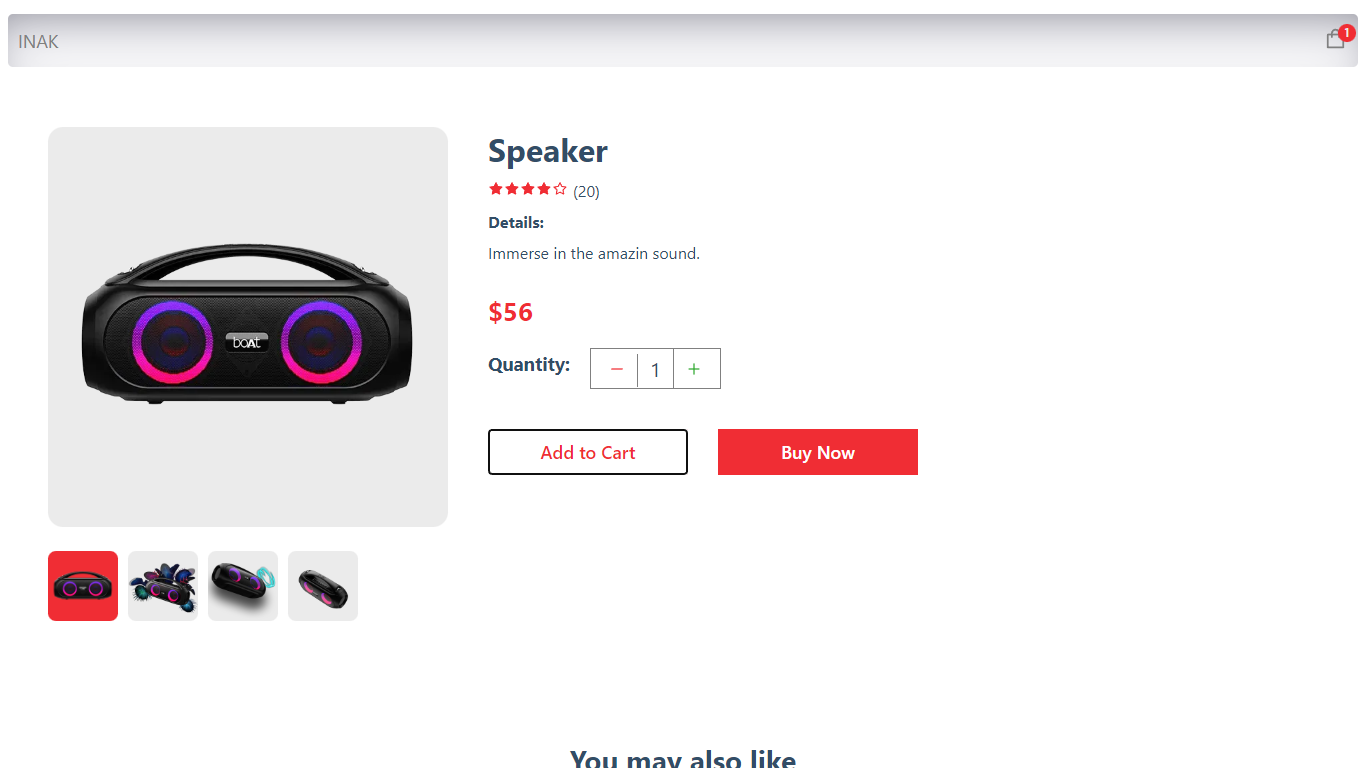 INAK
1
boAt
Speaker
(20)
Details:
Immerse in the amazin sound.
$56
Quantity:
− 1 +
Add to Cart
Buy Now
You may also like